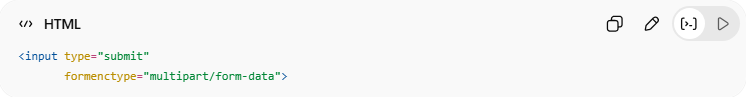 HTML
<input type="submit"
       formenctype="multipart/form-data">